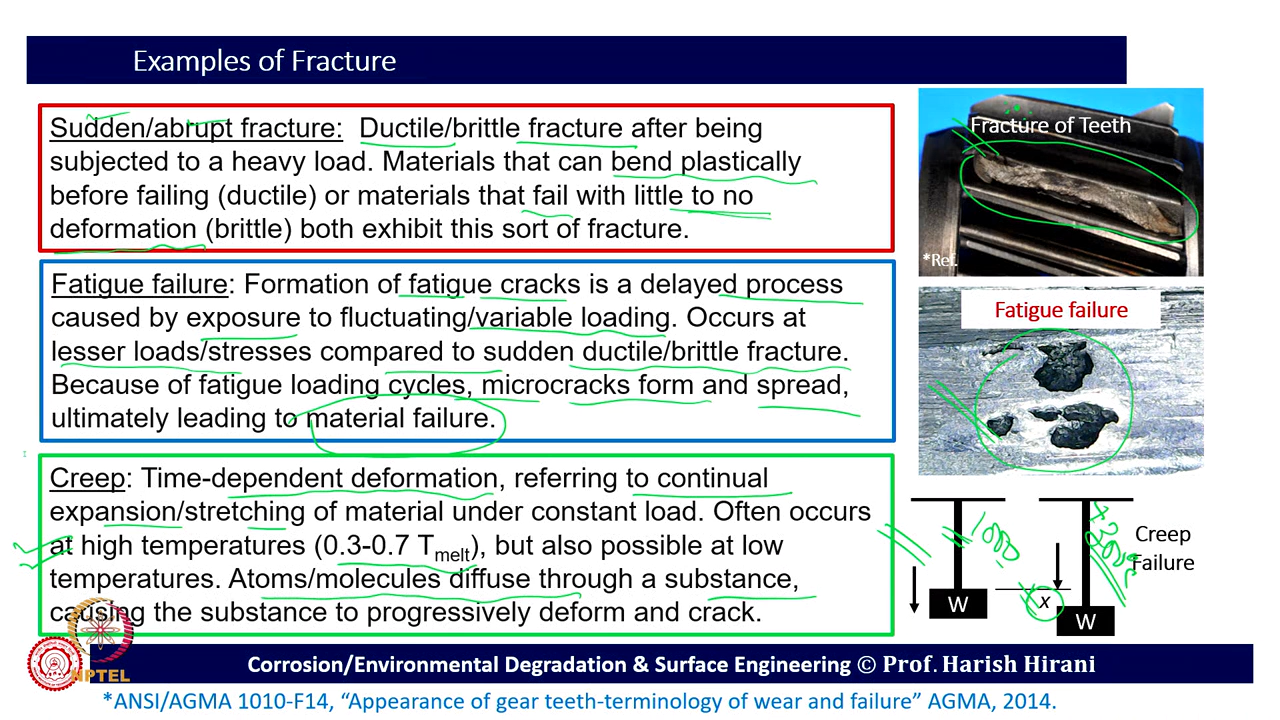 Examples of Fracture
Sudden/abrupt fracture: Ductile/brittle fracture after being
subjected to a heavy load. Materials that can bend plastically
before failing (ductile) or materials that fail with little to no
deformation (brittle) both exhibit this sort of fracture.
Fatigue failure: Formation of fatigue cracks is a delayed process
caused by exposure to fluctuating/variable loading. Occurs at
lesser loads/stresses compared to sudden ductile/brittle fracture.
Because of fatigue loading cycles, microcracks form and spread,
ultimately leading to material failure.
Creep: Time-dependent deformation, referring to continual
expansion/stretching of material under constant load. Often occurs
at high temperatures (0.3-0.7 Tmelt), but also possible at low
temperatures. Atoms/molecules diffuse through a substance,
causing the substance to progressively deform and crack.
Fracture of Teeth
*Ref.
Fatigue failure
Creep
Failure
W
x
W
NPTEL
Corrosion/Environmental Degradation & Surface Engineering © Prof. Harish Hirani
*ANSI/AGMA 1010-F14, “Appearance of gear teeth-terminology of wear and failure” AGMA, 2014.